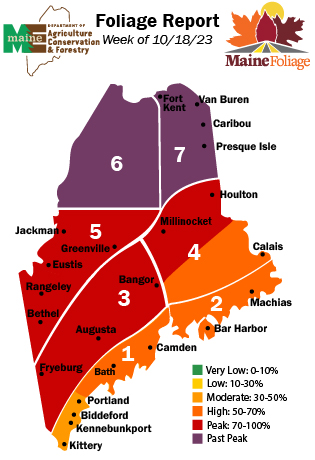 DEPARTMENT OF
maine Agriculture
Conservation
& Forestry
Foliage Report
Week of 10/18/23
MaineFoliage
Fort
Kent
Van Buren
Caribou
Presque Isle
6
7
Houlton
Jackman
5
Millinocket
Greenville
4
Calais
Eustis
Rangeley
Bangor
3
2
Machias
Bethel
Augusta
Bar Harbor
1
Camden
Fryeburg
Bath
Portland
Biddeford
Kennebunkport
Kittery
Very Low: 0-10%
Low: 10-30%
Moderate: 30-50%
High: 50-70%
Peak: 70-100%
Past Peak